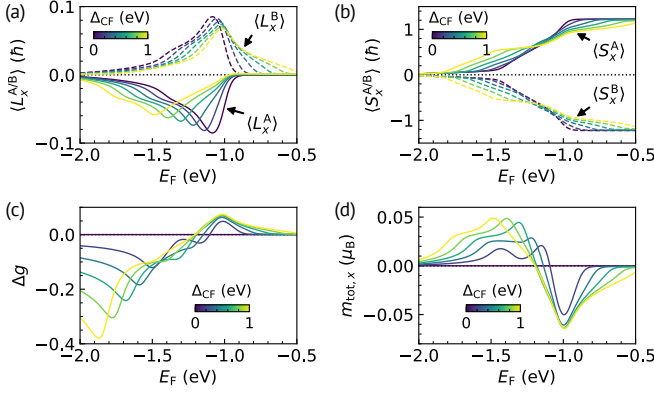 (a)
Δ_CF (eV)
0 1
⟨L_x^B⟩
⟨L_x^A⟩
⟨L_x^A/B⟩ (ħ)
0.1
0.0
−0.1
−2.0 −1.5 −1.0 −0.5
E_F (eV)
(b)
Δ_CF (eV)
0 1
⟨S_x^A⟩
⟨S_x^B⟩
⟨S_x^A/B⟩ (ħ)
1
0
−1
−2.0 −1.5 −1.0 −0.5
E_F (eV)
(c)
Δg
0.0
−0.2
−0.4
Δ_CF (eV)
0 1
−2.0 −1.5 −1.0 −0.5
E_F (eV)
(d)
m_tot,x (μ_B)
0.05
0.00
−0.05
Δ_CF (eV)
0 1
−2.0 −1.5 −1.0 −0.5
E_F (eV)